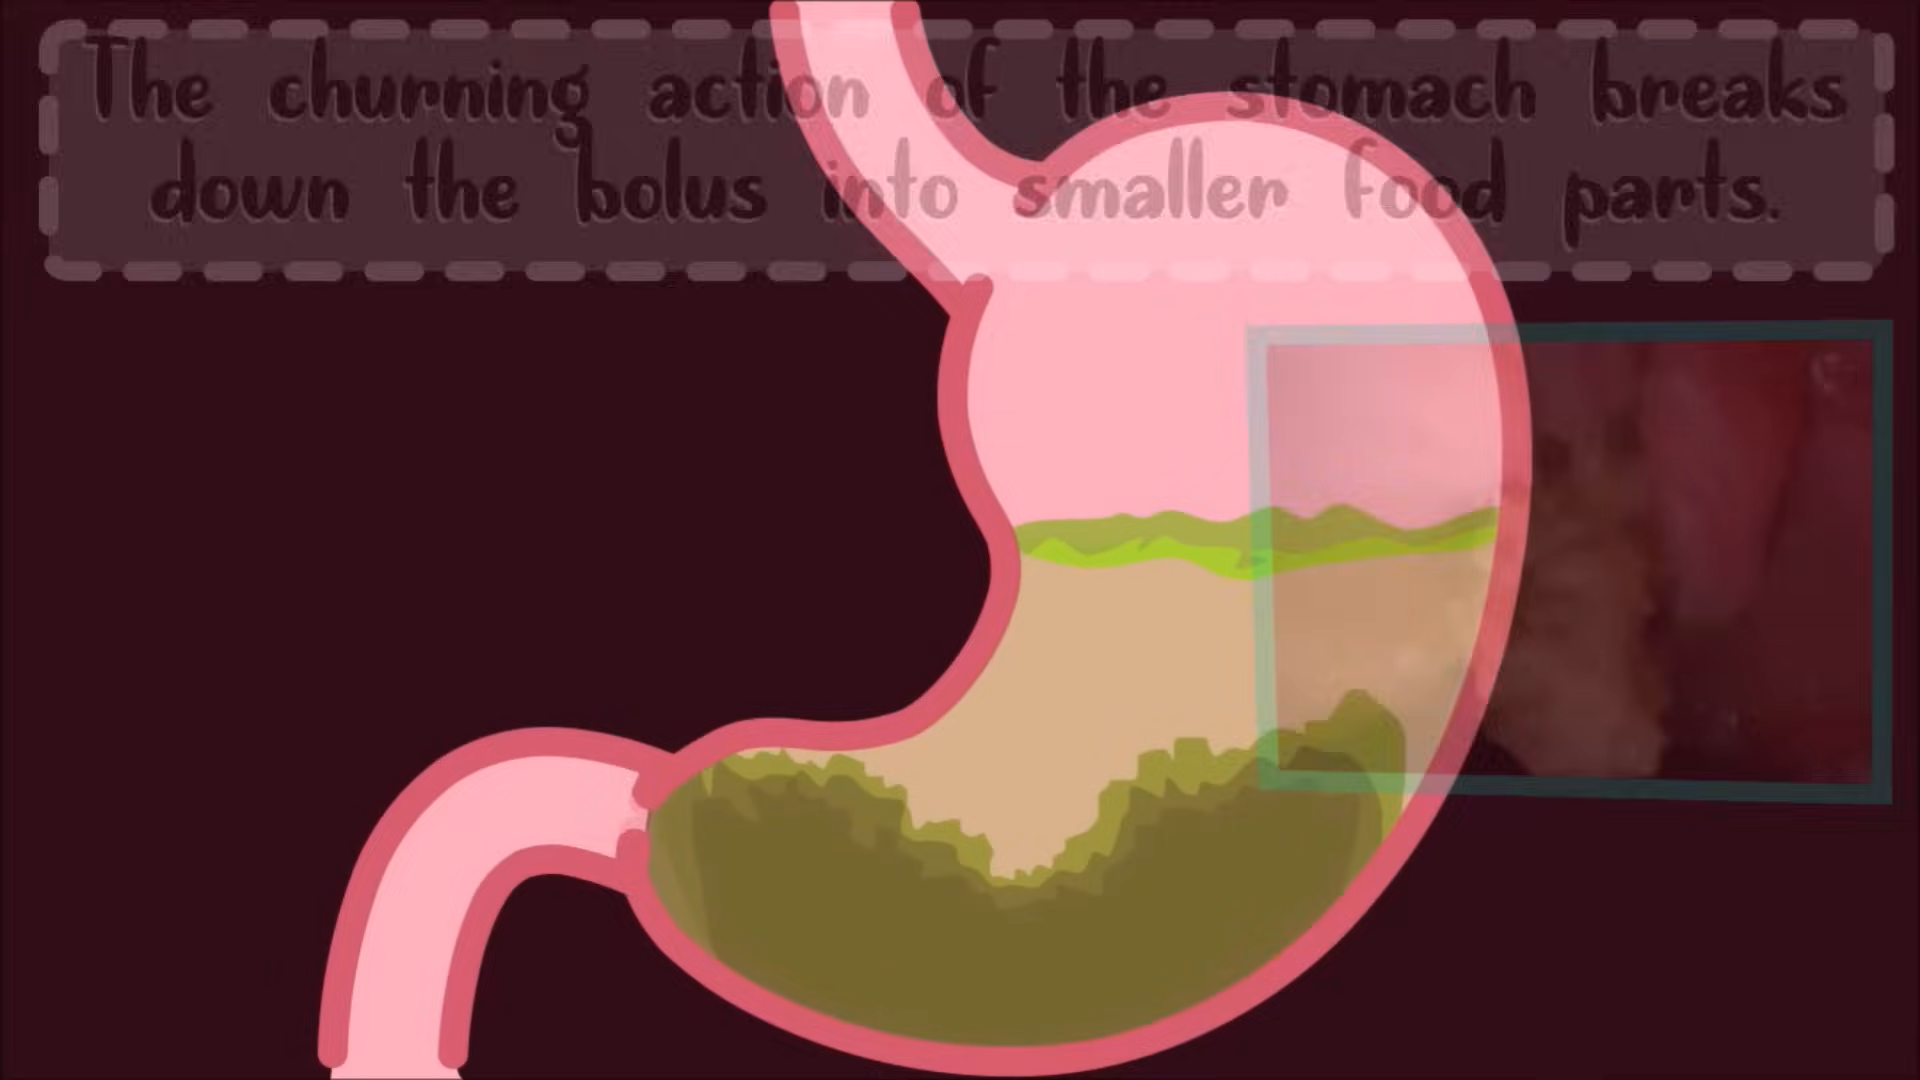 The churning action of the stomach breaks
down the bolus into smaller food parts.